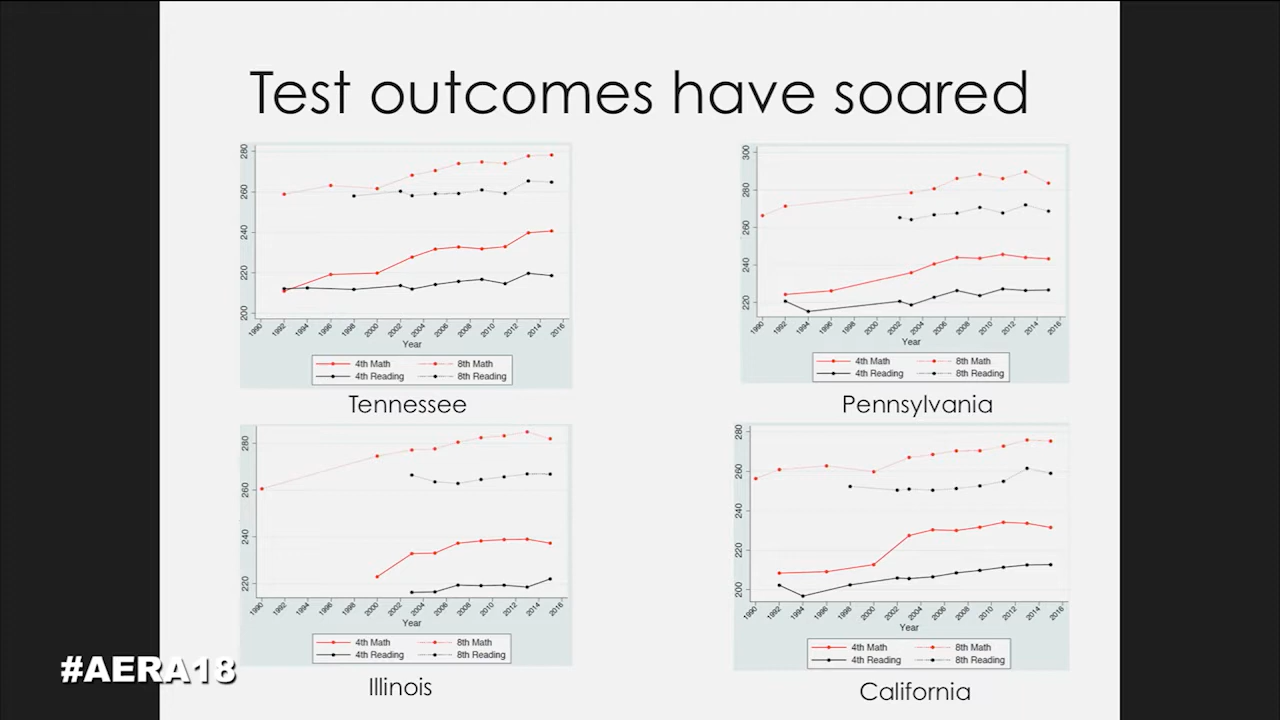 Test outcomes have soared
280
260
240
220
200
1990 1992 1994 1996 1998 2000 2002 2004 2006 2008 2010 2012 2014 2016
Year
4th Math 8th Math
4th Reading 8th Reading
Tennessee
300
280
260
240
220
1990 1992 1994 1996 1998 2000 2002 2004 2006 2008 2010 2012 2014 2016
Year
4th Math 8th Math
4th Reading 8th Reading
Pennsylvania
280
260
240
220
1990 1992 1994 1996 1998 2000 2002 2004 2006 2008 2010 2012 2014 2016
Year
4th Math 8th Math
4th Reading 8th Reading
Illinois
280
260
240
220
200
1990 1992 1994 1996 1998 2000 2002 2004 2006 2008 2010 2012 2014 2016
Year
4th Math 8th Math
4th Reading 8th Reading
California
#AERA18